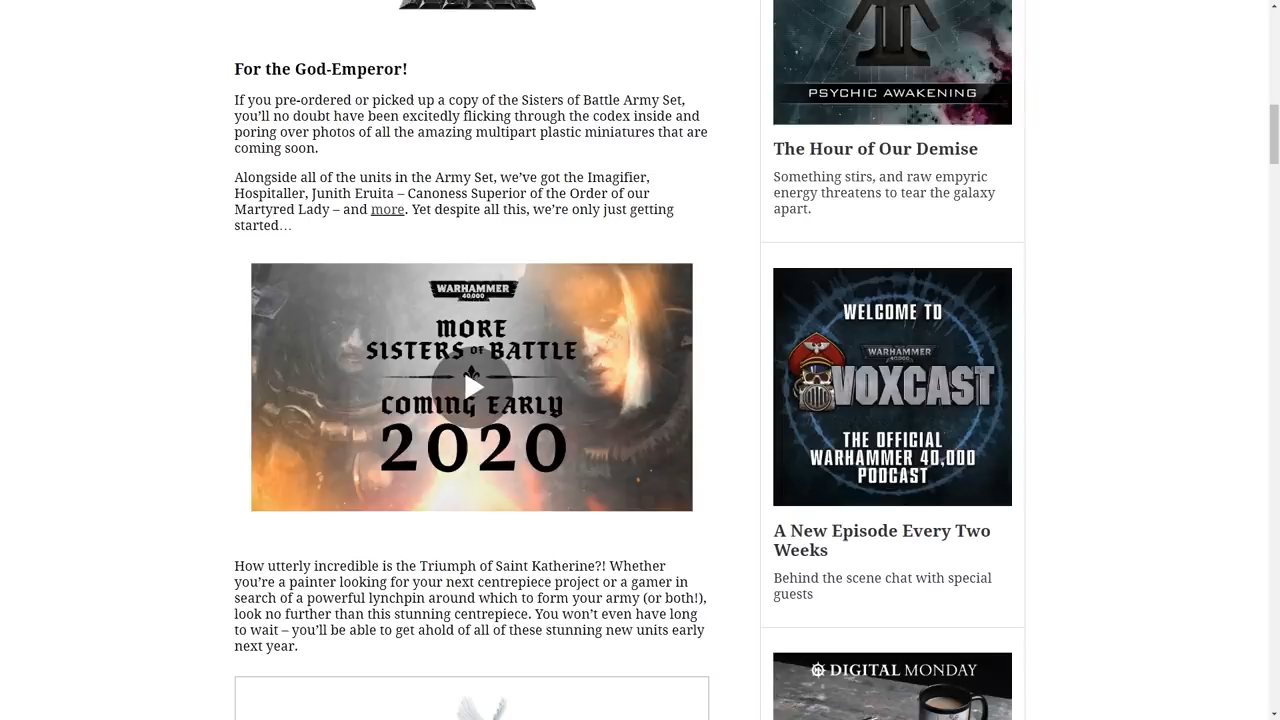 For the God-Emperor!
If you pre-ordered or picked up a copy of the Sisters of Battle Army Set,
you’ll no doubt have been excitedly flicking through the codex inside and
poring over photos of all the amazing multipart plastic miniatures that are
coming soon.
Alongside all of the units in the Army Set, we’ve got the Imagifier,
Hospitaller, Junith Eruita – Canoness Superior of the Order of our
Martyred Lady – and more. Yet despite all this, we’re only just getting
started…
WARHAMMER
40,000
MORE
SISTERS OF BATTLE
COMING EARLY
2020
How utterly incredible is the Triumph of Saint Katherine?! Whether
you’re a painter looking for your next centrepiece project or a gamer in
search of a powerful lynchpin around which to form your army (or both!),
look no further than this stunning centrepiece. You won’t even have long
to wait – you’ll be able to get ahold of all of these stunning new units early
next year.
PSYCHIC AWAKENING
The Hour of Our Demise
Something stirs, and raw empyric
energy threatens to tear the galaxy
apart.
WELCOME TO
WARHAMMER
40,000
VOXCAST
THE OFFICIAL
WARHAMMER 40,000
PODCAST
A New Episode Every Two
Weeks
Behind the scene chat with special
guests
DIGITAL MONDAY